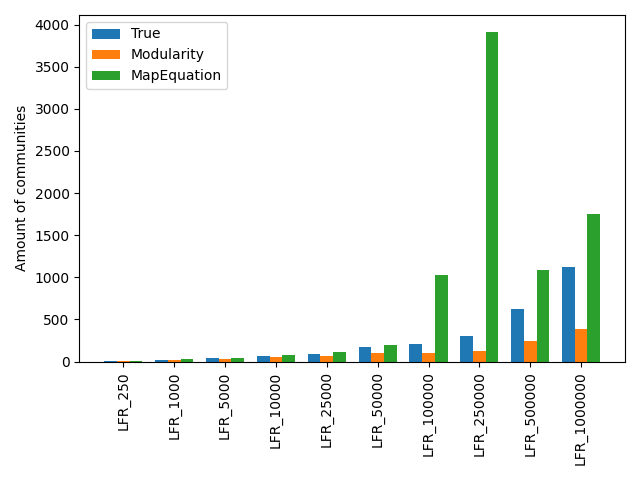 True
Modularity
MapEquation
Amount of communities
4000
3500
3000
2500
2000
1500
1000
500
0
LFR_250
LFR_1000
LFR_5000
LFR_10000
LFR_25000
LFR_50000
LFR_100000
LFR_250000
LFR_500000
LFR_1000000